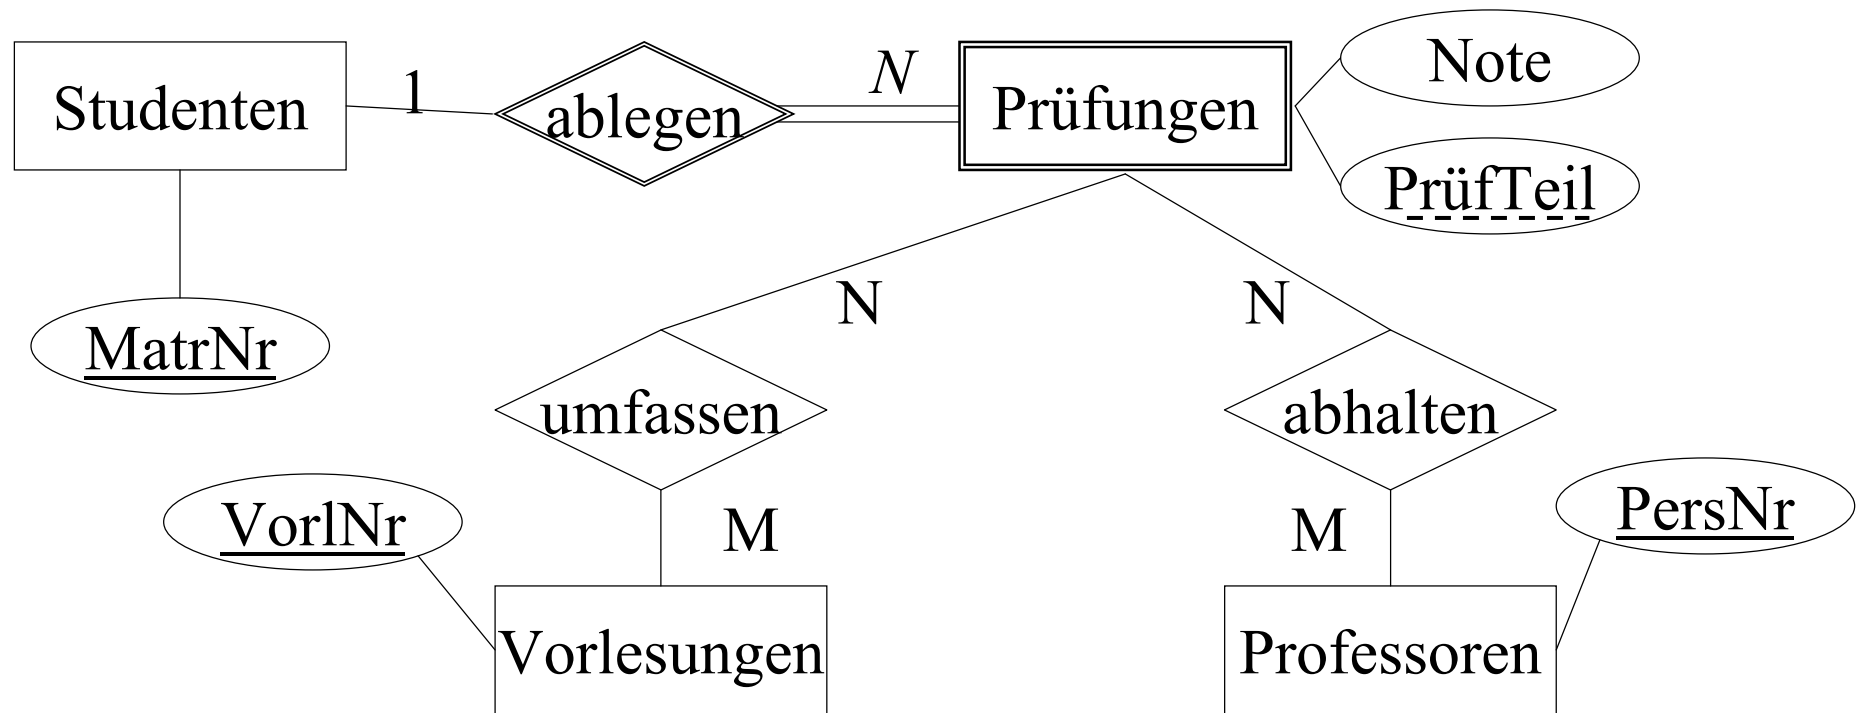 Note
Studenten
1
ablegen
N
Prüfungen
PrüfTeil
N
N
MatrNr
umfassen
abhalten
VorlNr
M
M
PersNr
Vorlesungen
Professoren